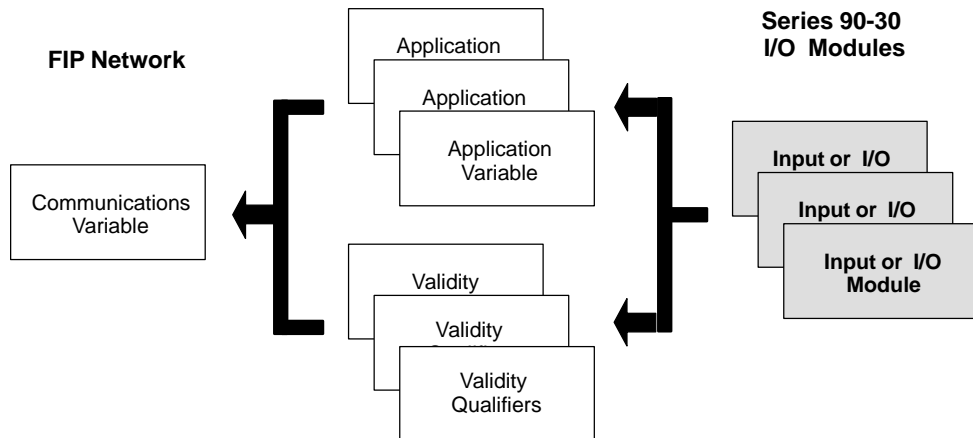 FIP Network
Series 90-30
I/O Modules
Application
Application
Application
Variable
Communications
Variable
Validity
Validity
Validity
Qualifiers
Input or I/O
Input or I/O
Input or I/O
Module